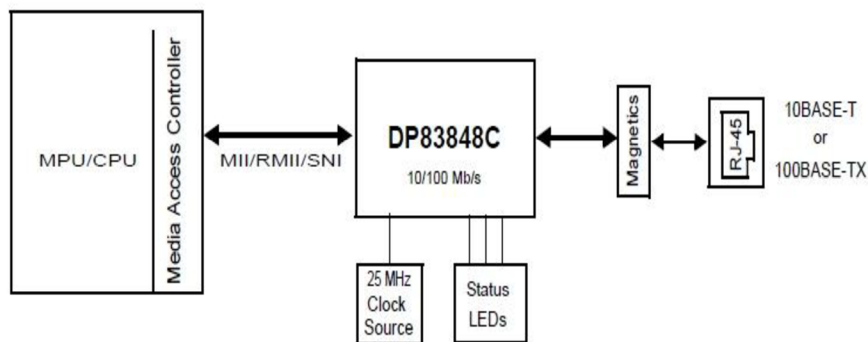 MPU/CPU
Media Access Controller
MII/RMII/SNI
DP83848C
10/100 Mb/s
25 MHz
Clock
Source
Status
LEDs
Magnetics
RJ-45
10BASE-T
or
100BASE-TX